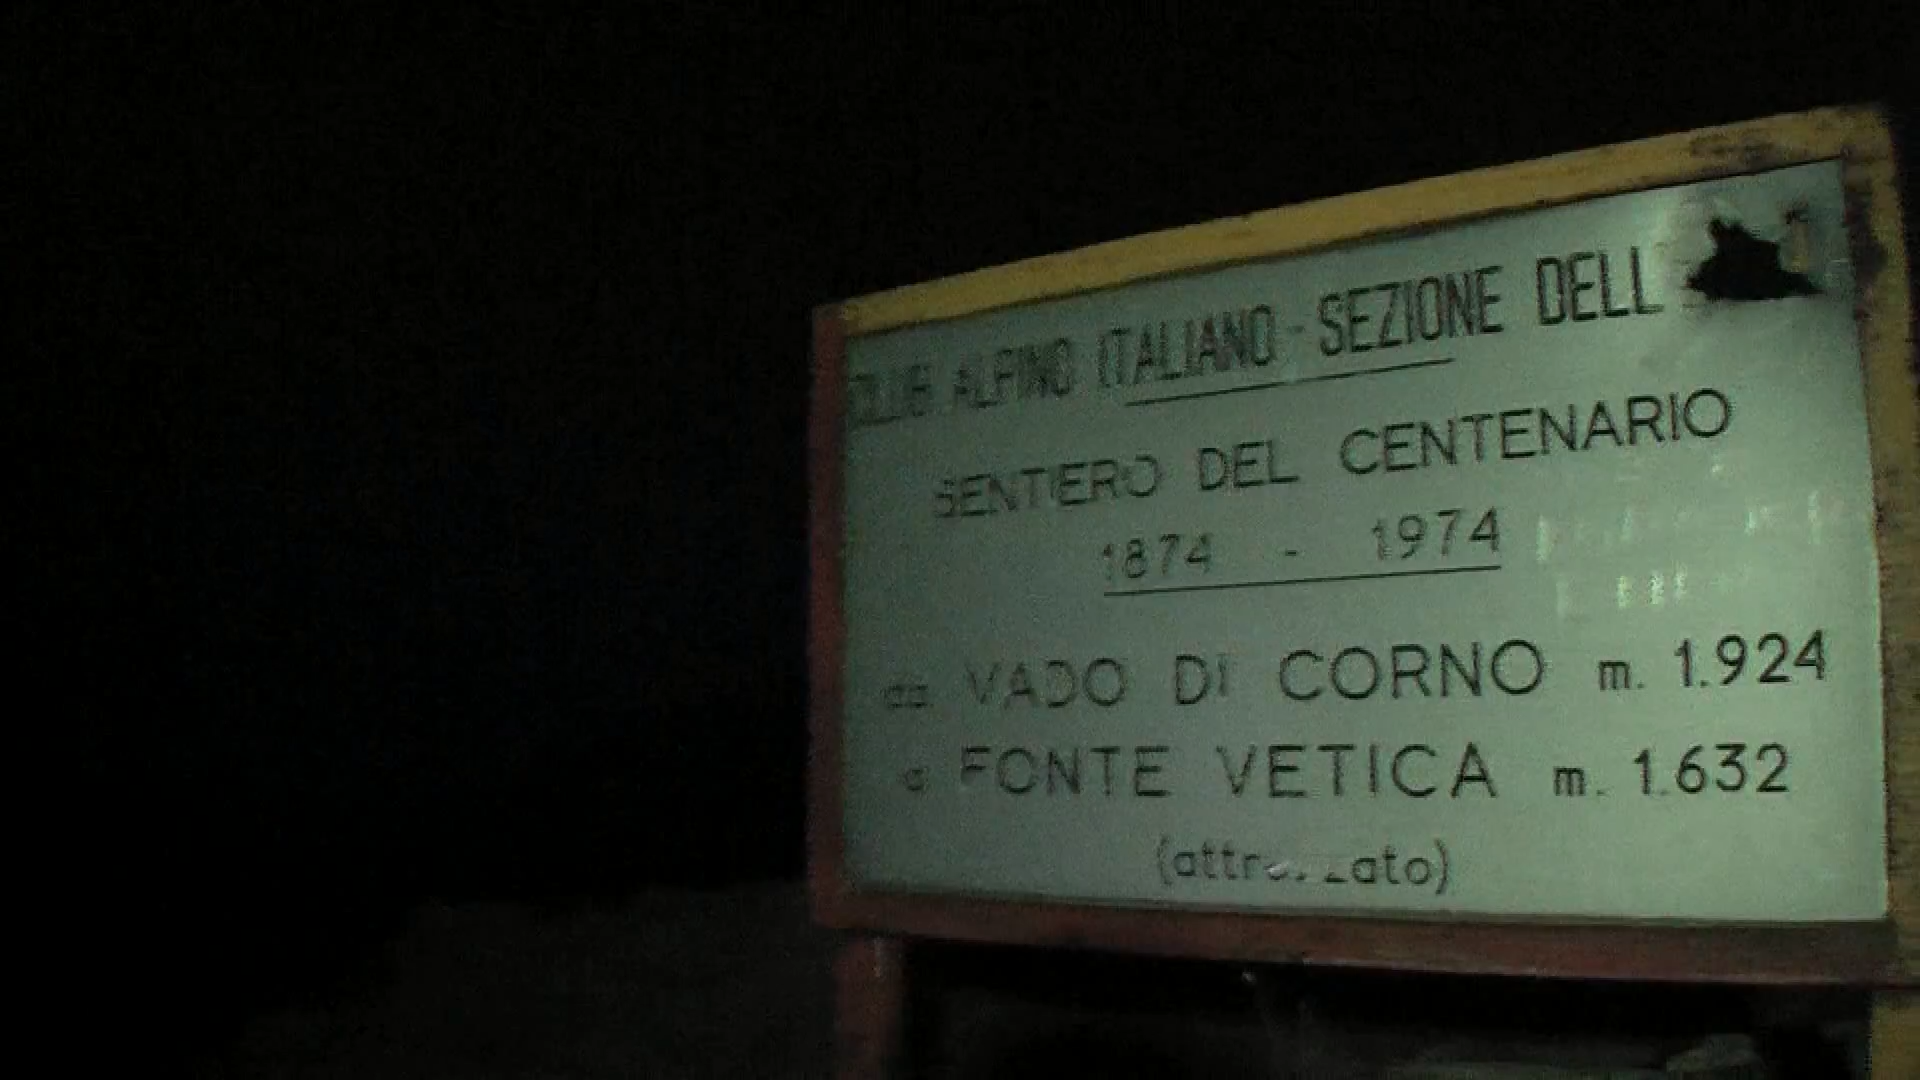 CLUB ALPINO ITALIANO - SEZIONE DELL
SENTIERO DEL CENTENARIO
1874 - 1974
da VADO DI CORNO m. 1.924
a FONTE VETICA m. 1.632
(attrezzato)